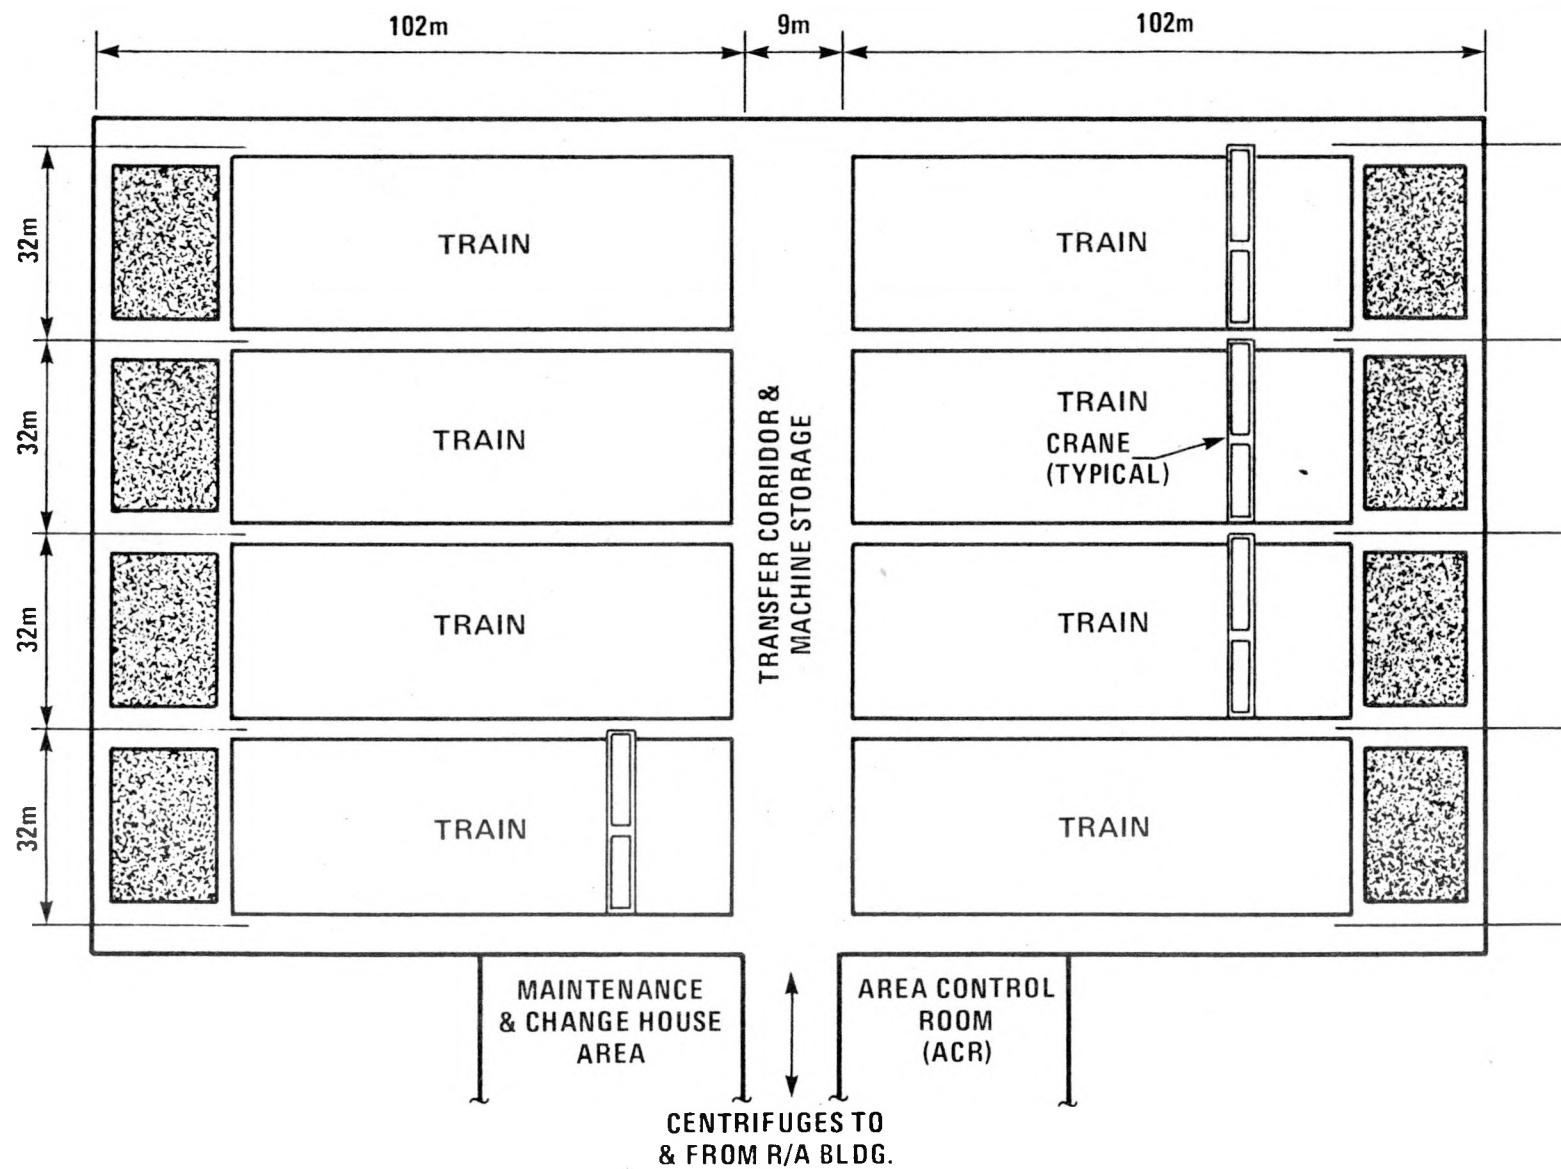 102m
9m
102m
32m
TRAIN
TRAIN
32m
TRAIN
TRAIN
CRANE
(TYPICAL)
TRANSFER CORRIDOR &
MACHINE STORAGE
32m
TRAIN
TRAIN
32m
TRAIN
TRAIN
MAINTENANCE
& CHANGE HOUSE
AREA
AREA CONTROL
ROOM
(ACR)
CENTRIFUGES TO
& FROM R/A BLDG.